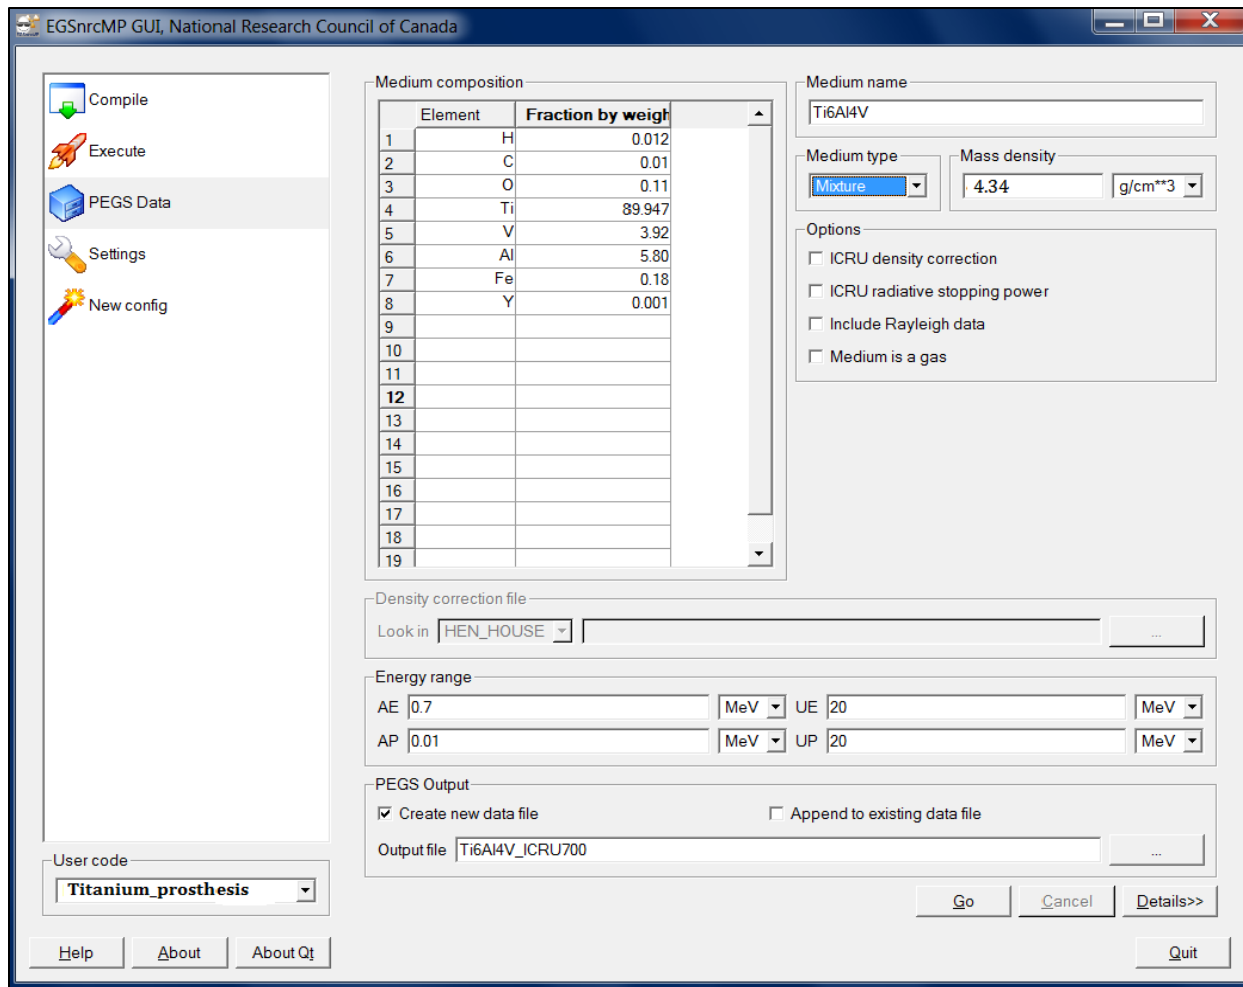 EGSnrcMP GUI, National Research Council of Canada
Compile
Execute
PEGS Data
Settings
New config
User code
Titanium_prosthesis
Help About About Qt
Medium composition
Element Fraction by weigh
1 H 0.012
2 C 0.01
3 O 0.11
4 Ti 89.947
5 V 3.92
6 Al 5.80
7 Fe 0.18
8 Y 0.001
9
10
11
12
13
14
15
16
17
18
19
Medium name
Ti6Al4V
Medium type
Mixture
Mass density
4.34 g/cm**3
Options
ICRU density correction
ICRU radiative stopping power
Include Rayleigh data
Medium is a gas
Density correction file
Look in HEN_HOUSE ...
Energy range
AE 0.7 MeV UE 20 MeV
AP 0.01 MeV UP 20 MeV
PEGS Output
Create new data file Append to existing data file
Output file Ti6Al4V_ICRU700 ...
Go Cancel Details>>
Quit